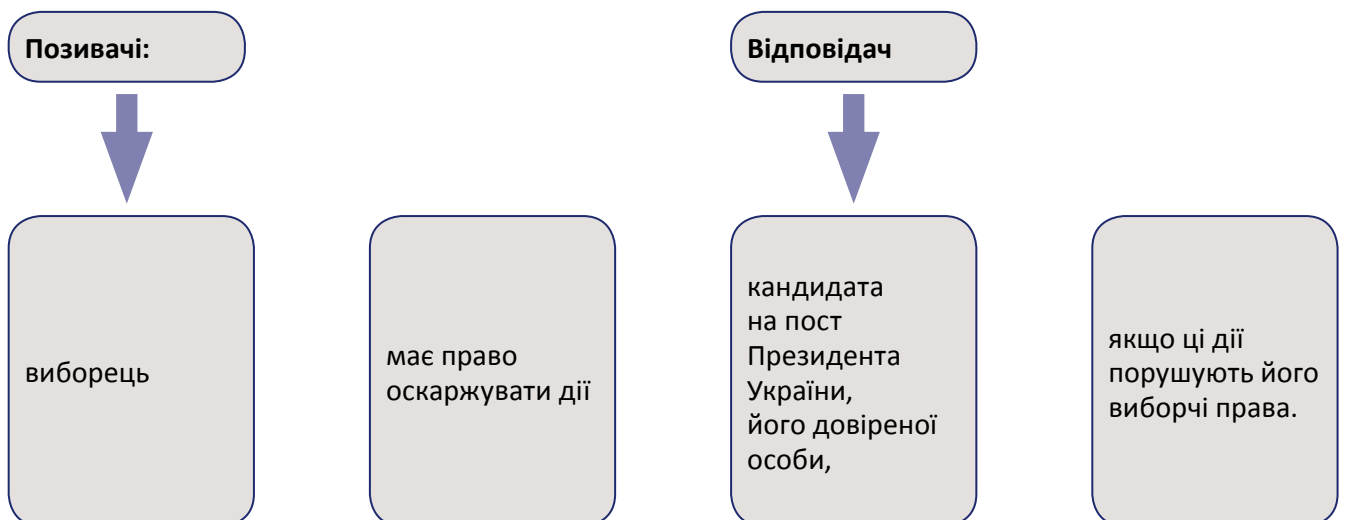 Позивачі:
Відповідач
виборець
має право
оскаржувати дії
кандидата
на пост
Президента
України,
його довіреної
особи,
якщо ці дії
порушують його
виборчі права.